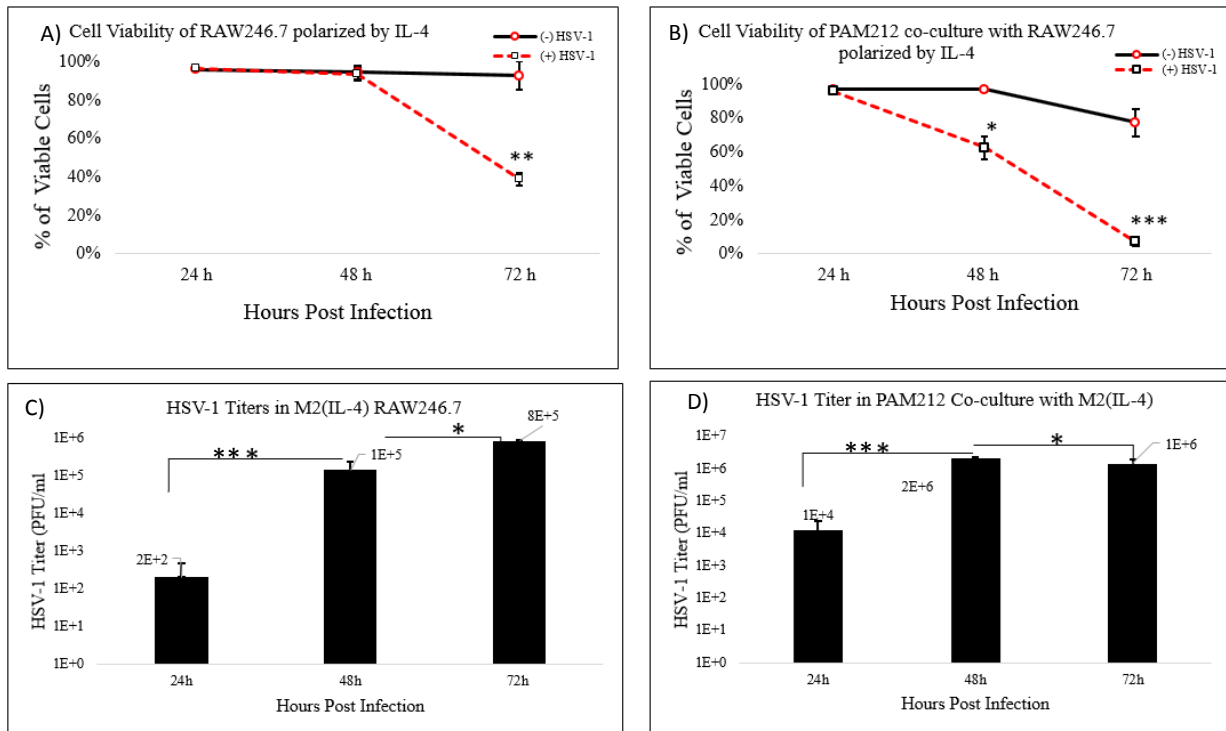 A) Cell Viability of RAW246.7 polarized by IL-4
(-) HSV-1
(+) HSV-1
100%
80%
60%
40%
20%
0%
% of Viable Cells
**
24 h 48 h 72 h
Hours Post Infection
B) Cell Viability of PAM212 co-culture with RAW246.7
polarized by IL-4
(-) HSV-1
(+) HSV-1
100%
80%
60%
40%
20%
0%
% of Viable Cells
*
***
24 h 48 h 72 h
Hours Post Infection
C) HSV-1 Titers in M2(IL-4) RAW246.7
1E+6
1E+5
1E+4
1E+3
1E+2
1E+1
1E+0
HSV-1 Titer (PFU/ml
***
*
2E+2
1E+5
8E+5
24h 48h 72h
Hours Post Infection
D) HSV-1 Titer in PAM212 Co-culture with M2(IL-4)
1E+7
1E+6
1E+5
1E+4
1E+3
1E+2
1E+1
1E+0
HSV-1 Titer (PFU/ml
***
*
1E+4
2E+6
1E+6
24h 48h 72h
Hours Post Infection